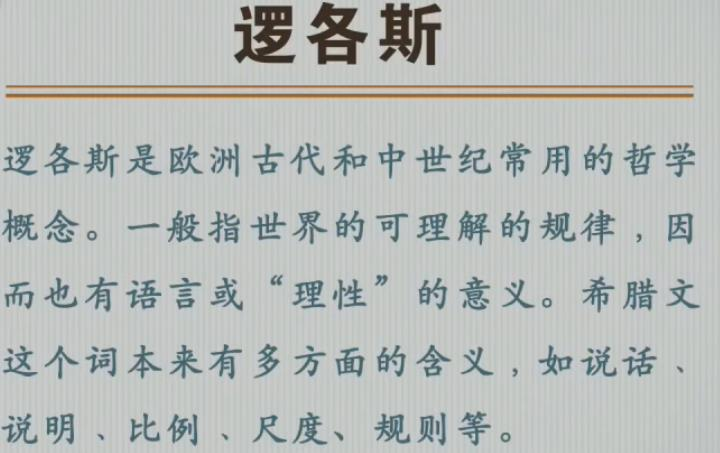 逻各斯
逻各斯是欧洲古代和中世纪常用的哲学
概念。一般指世界的可理解的规律，因
而也有语言或“理性”的意义。希腊文
这个词本来有多方面的含义，如说话、
说明、比例、尺度、规则等。